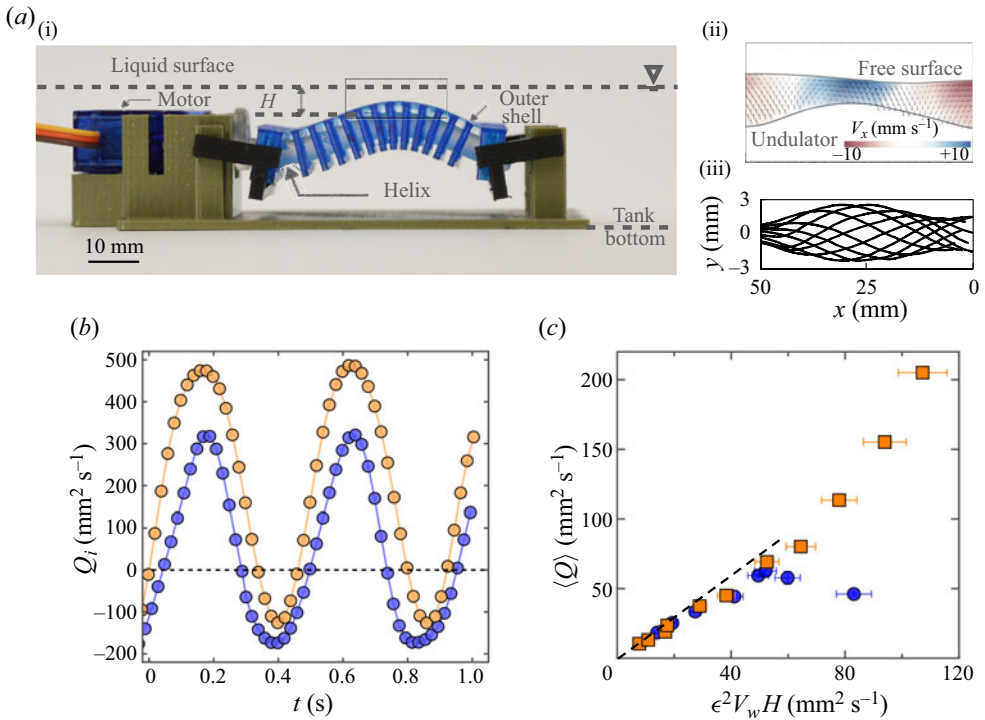 (a)
(i)
Liquid surface
Motor
H
Outer
shell
Helix
Tank
bottom
10 mm
(ii)
Free surface
Undulator
Vx (mm s−1)
−10
+10
(iii)
3
0
−3
y (mm)
50
25
0
x (mm)
(b)
500
400
300
200
100
0
−100
−200
Qi (mm2 s−1)
0
0.2
0.4
0.6
0.8
1.0
t (s)
(c)
200
150
100
50
0
⟨Q⟩ (mm2 s−1)
40
80
120
ϵ2VwH (mm2 s−1)